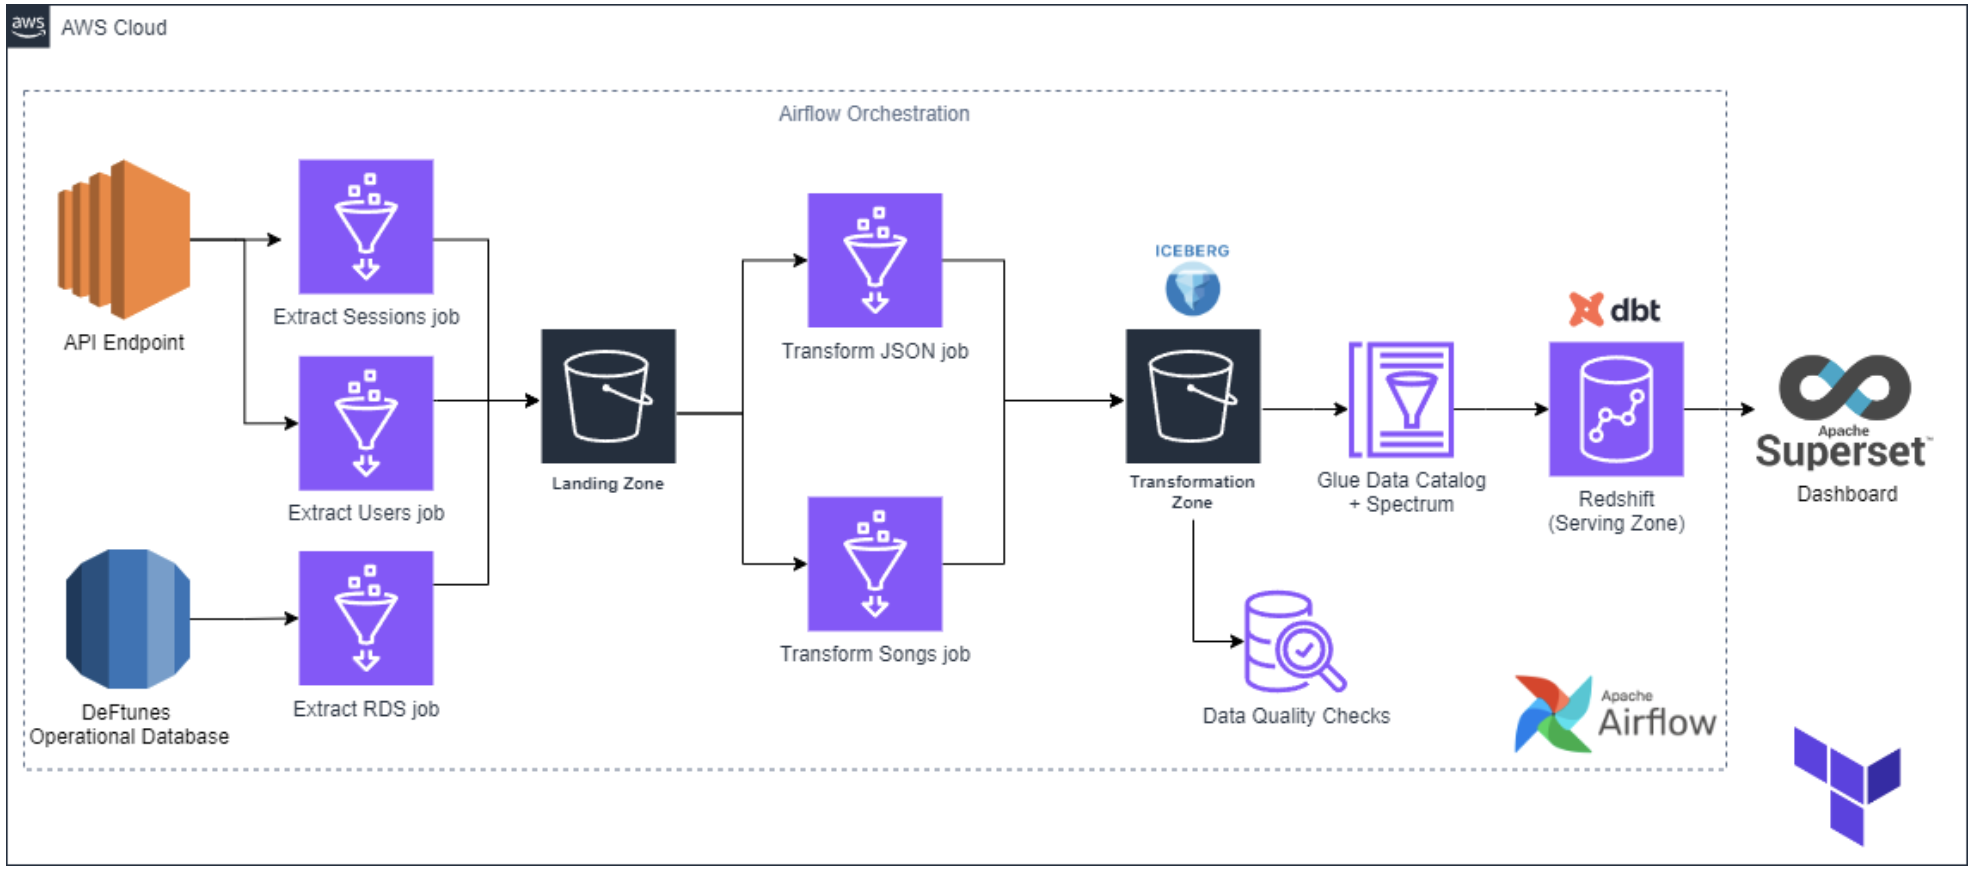 aws
AWS Cloud
Airflow Orchestration
API Endpoint
Extract Sessions job
Extract Users job
DeFtunes
Operational Database
Extract RDS job
Landing Zone
Transform JSON job
Transform Songs job
ICEBERG
Transformation
Zone
Data Quality Checks
Glue Data Catalog
+ Spectrum
dbt
Redshift
(Serving Zone)
Apache
Superset™
Dashboard
Apache
Airflow